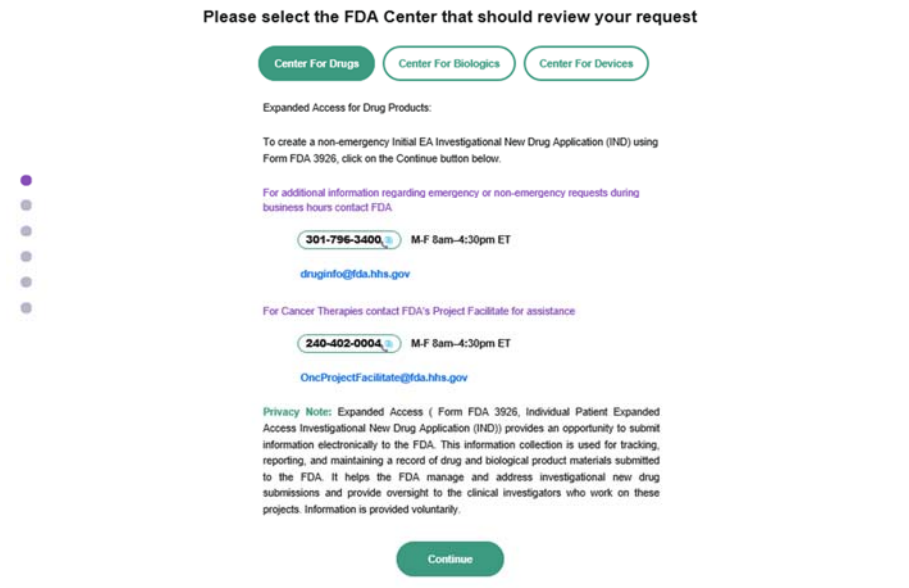 Please select the FDA Center that should review your request
Center For Drugs
Center For Biologics
Center For Devices
Expanded Access for Drug Products:
To create a non-emergency Initial EA Investigational New Drug Application (IND) using
Form FDA 3926, click on the Continue button below.
For additional information regarding emergency or non-emergency requests during
business hours contact FDA
301-796-3400 M-F 8am–4:30pm ET
druginfo@fda.hhs.gov
For Cancer Therapies contact FDA's Project Facilitate for assistance
240-402-0004 M-F 8am–4:30pm ET
OncProjectFacilitate@fda.hhs.gov
Privacy Note: Expanded Access ( Form FDA 3926, Individual Patient Expanded
Access Investigational New Drug Application (IND)) provides an opportunity to submit
information electronically to the FDA. This information collection is used for tracking,
reporting, and maintaining a record of drug and biological product materials submitted
to the FDA. It helps the FDA manage and address investigational new drug
submissions and provide oversight to the clinical investigators who work on these
projects. Information is provided voluntarily.
Continue